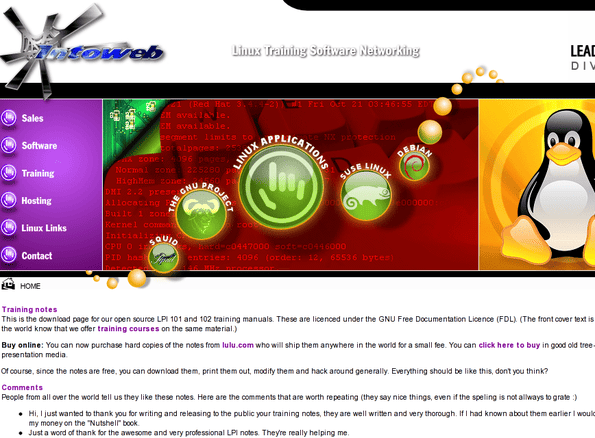 Infoweb
Linux Training Software Networking
LEAD
DIV
Sales
Software
Training
Hosting
Linux Links
Contact
LINUX APPLICATIONS
THE GNU PROJECT
SUSE LINUX
DEBIAN
SQUID
HOME
Training notes
This is the download page for our open source LPI 101 and 102 training manuals. These are licenced under the GNU Free Documentation Licence (FDL). (The front cover text is
the world know that we offer training courses on the same material.)
Buy online: You can now purchase hard copies of the notes from lulu.com who will ship them anywhere in the world for a small fee. You can click here to buy in good old tree-
presentation media.
Of course, since the notes are free, you can download them, print them out, modify them and hack around generally. Everything should be like this, don't you think?
Comments
People from all over the world tell us they like these notes. Here are the comments that are worth repeating (they say nice things, even if the speling is not allways to grate :)
Hi, I just wanted to thank you for writing and releasing to the public your training notes, they are well written and very thorough. If I had known about them earlier I would
my money on the "Nutshell" book.
Just a word of thank for the awesome and very professional LPI notes. They're really helping me.